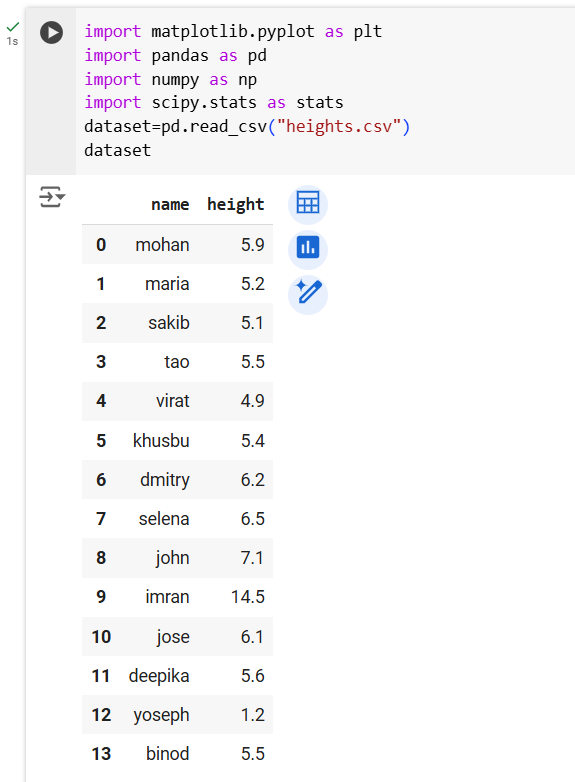 1s
import matplotlib.pyplot as plt
import pandas as pd
import numpy as np
import scipy.stats as stats
dataset=pd.read_csv("heights.csv")
dataset
name height
0 mohan 5.9
1 maria 5.2
2 sakib 5.1
3 tao 5.5
4 virat 4.9
5 khusbu 5.4
6 dmitry 6.2
7 selena 6.5
8 john 7.1
9 imran 14.5
10 jose 6.1
11 deepika 5.6
12 yoseph 1.2
13 binod 5.5